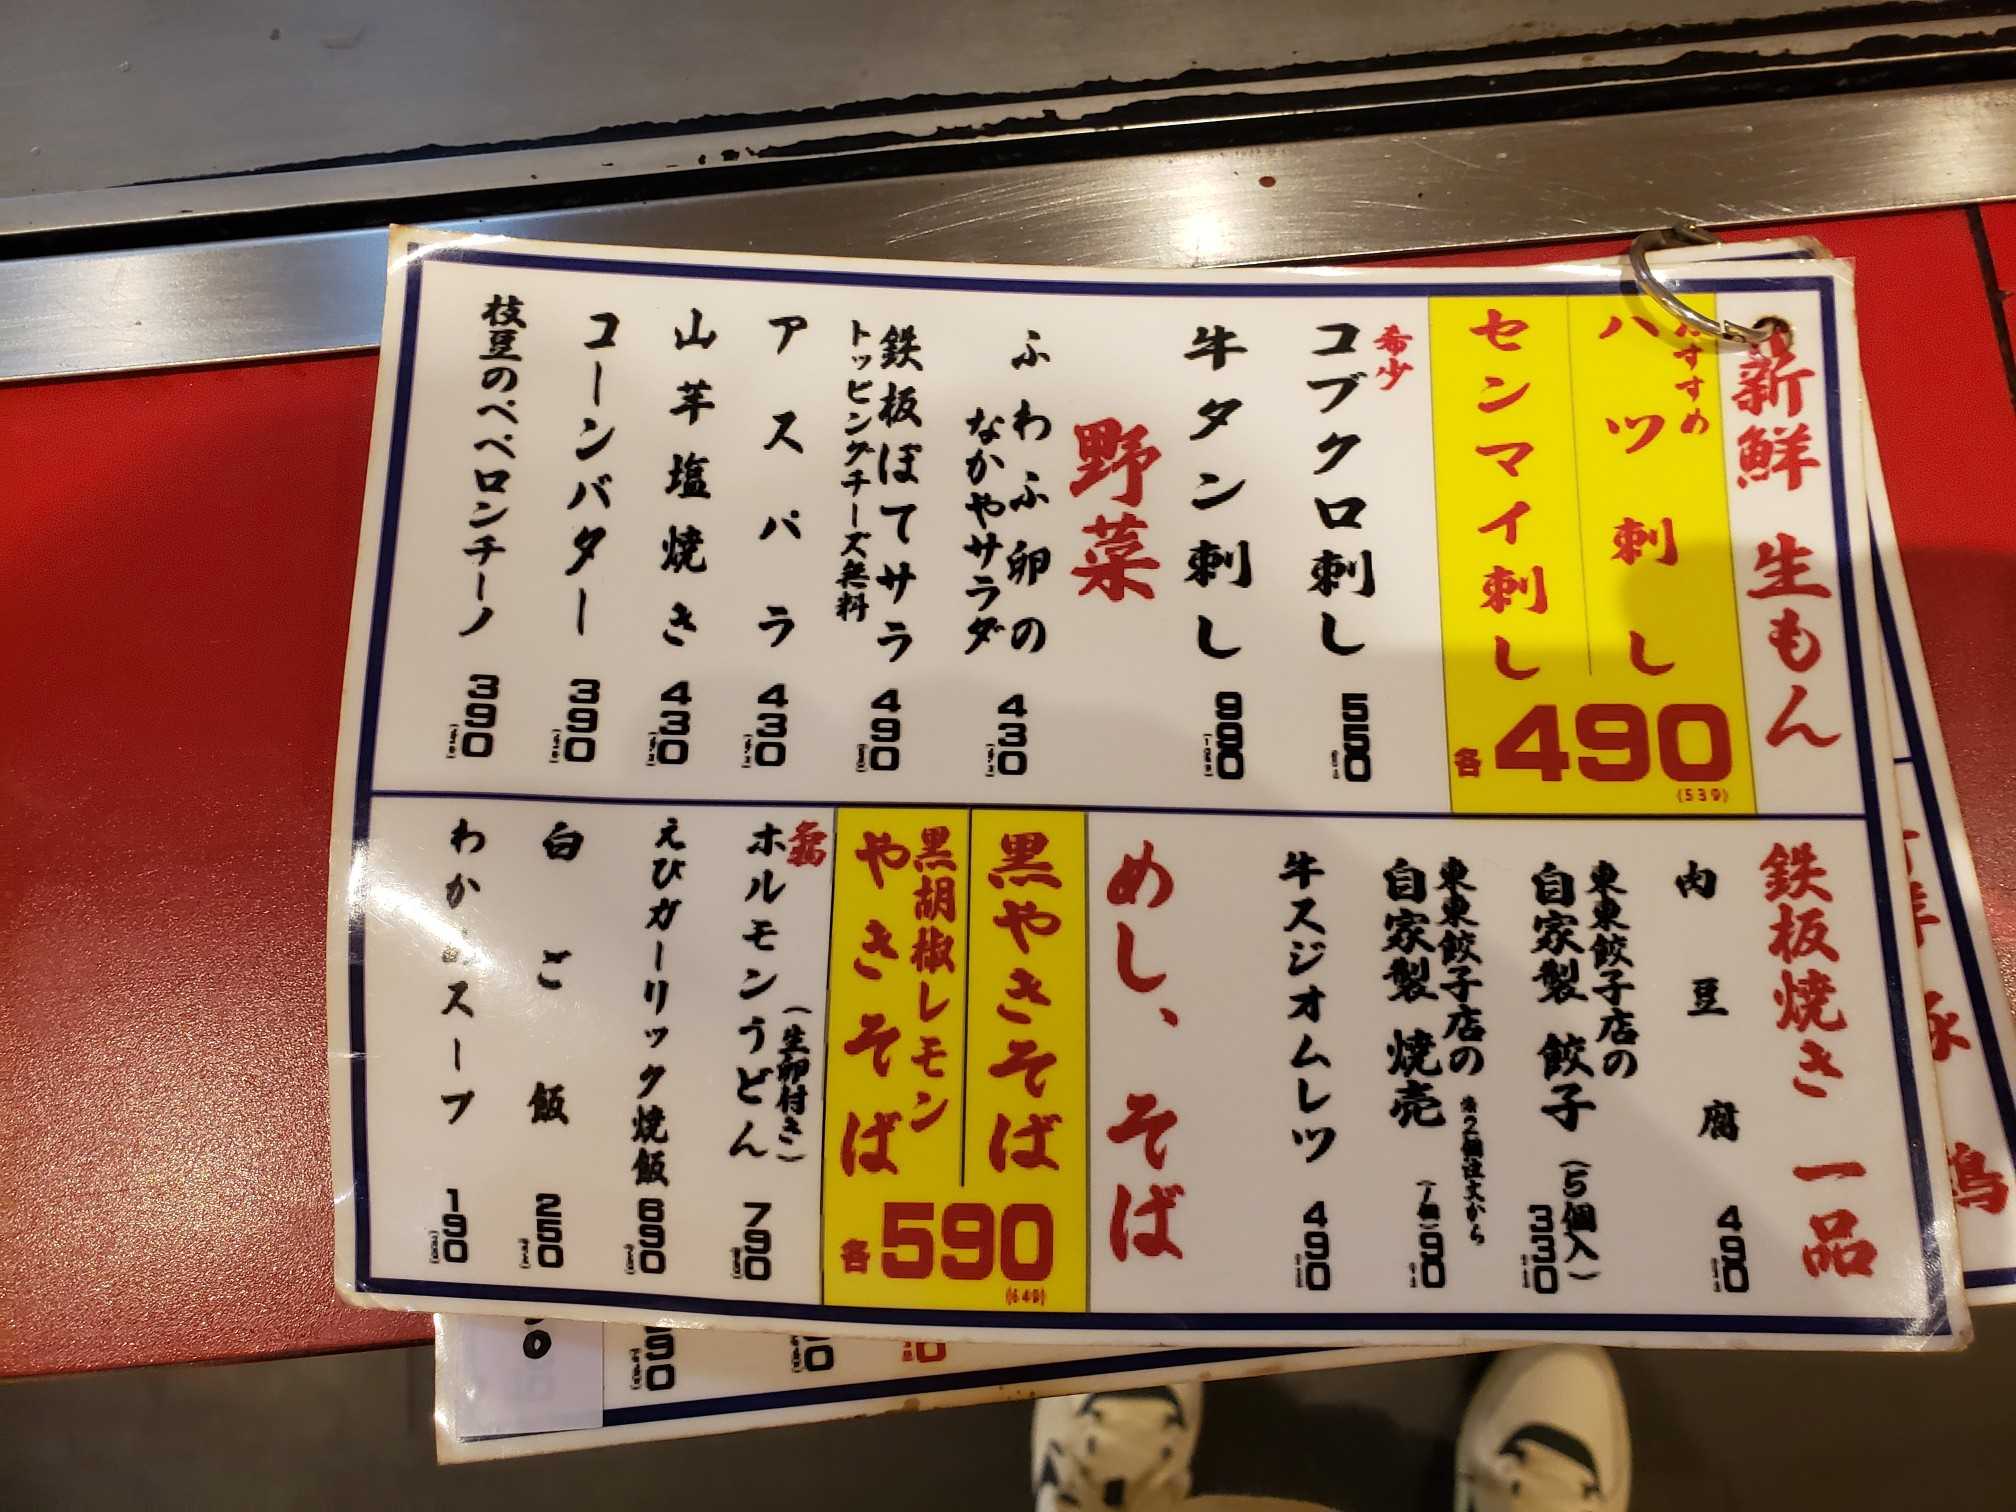 新鮮 生もん
おすすめ
ハツ刺し
センマイ刺し
各490
(539)
希少
コブクロ刺し
550
牛タン刺し
990
野菜
ふわふわ卵の
なかやサラダ
430
鉄板ぽてサラ
トッピングチーズ無料
490
アスパラ
430
山芋塩焼き
430
コーンバター
390
枝豆のペペロンチーノ
390
鉄板焼き 一品
肉豆腐
490
東東餃子店の
自家製 餃子
(5個入)
330
東東餃子店の
自家製 焼売
※2個注文から
(1個)
190
牛スジオムレツ
490
めし、そば
黒やきそば
黒胡椒レモン
やきそば
各590
(649)
ホルモンうどん
(生卵付き)
790
えびガーリック焼飯
690
白ご飯
250
スープ
190